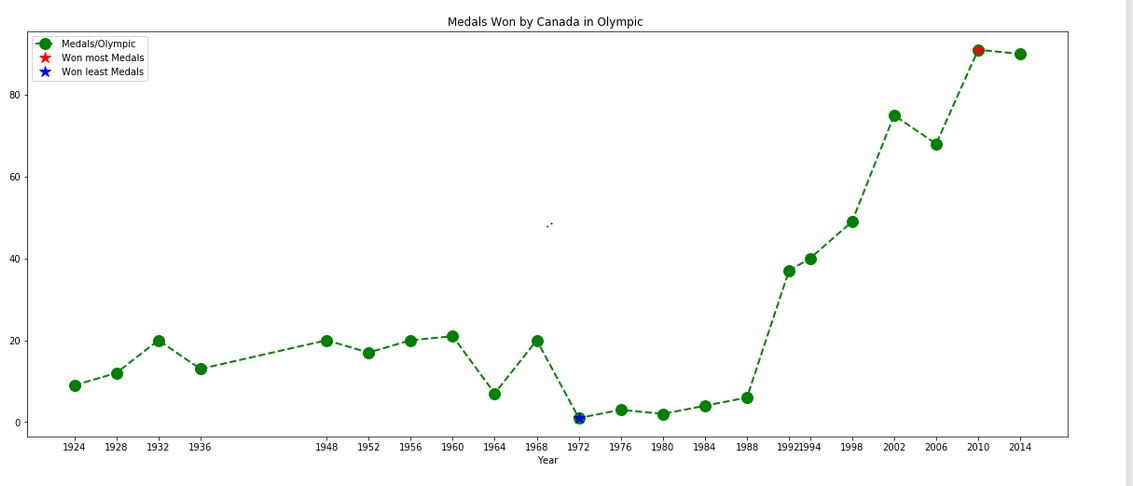 Medals Won by Canada in Olympic
Medals/Olympic
Won most Medals
Won least Medals
80
60
40
20
0
1924 1928 1932 1936 1948 1952 1956 1960 1964 1968 1972 1976 1980 1984 1988 1992 1994 1998 2002 2006 2010 2014
Year